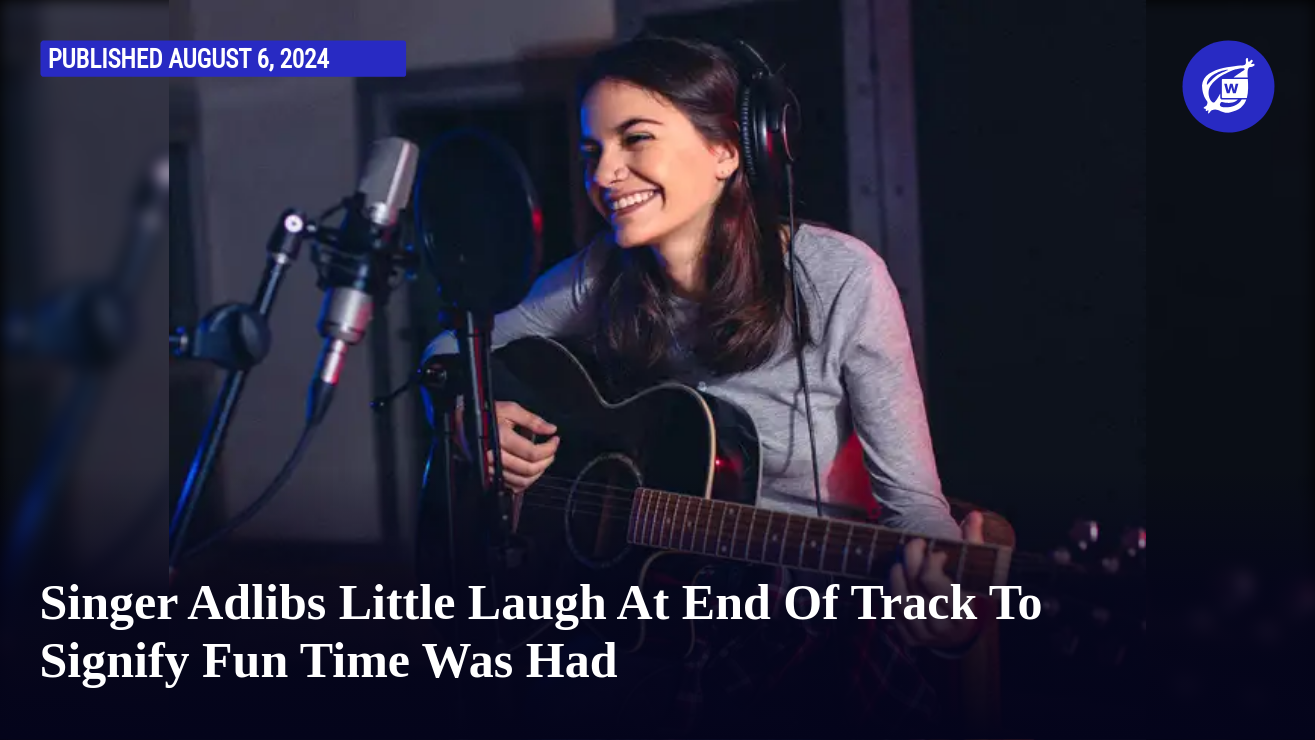 PUBLISHED AUGUST 6, 2024
W
Singer Adlibs Little Laugh At End Of Track To
Signify Fun Time Was Had